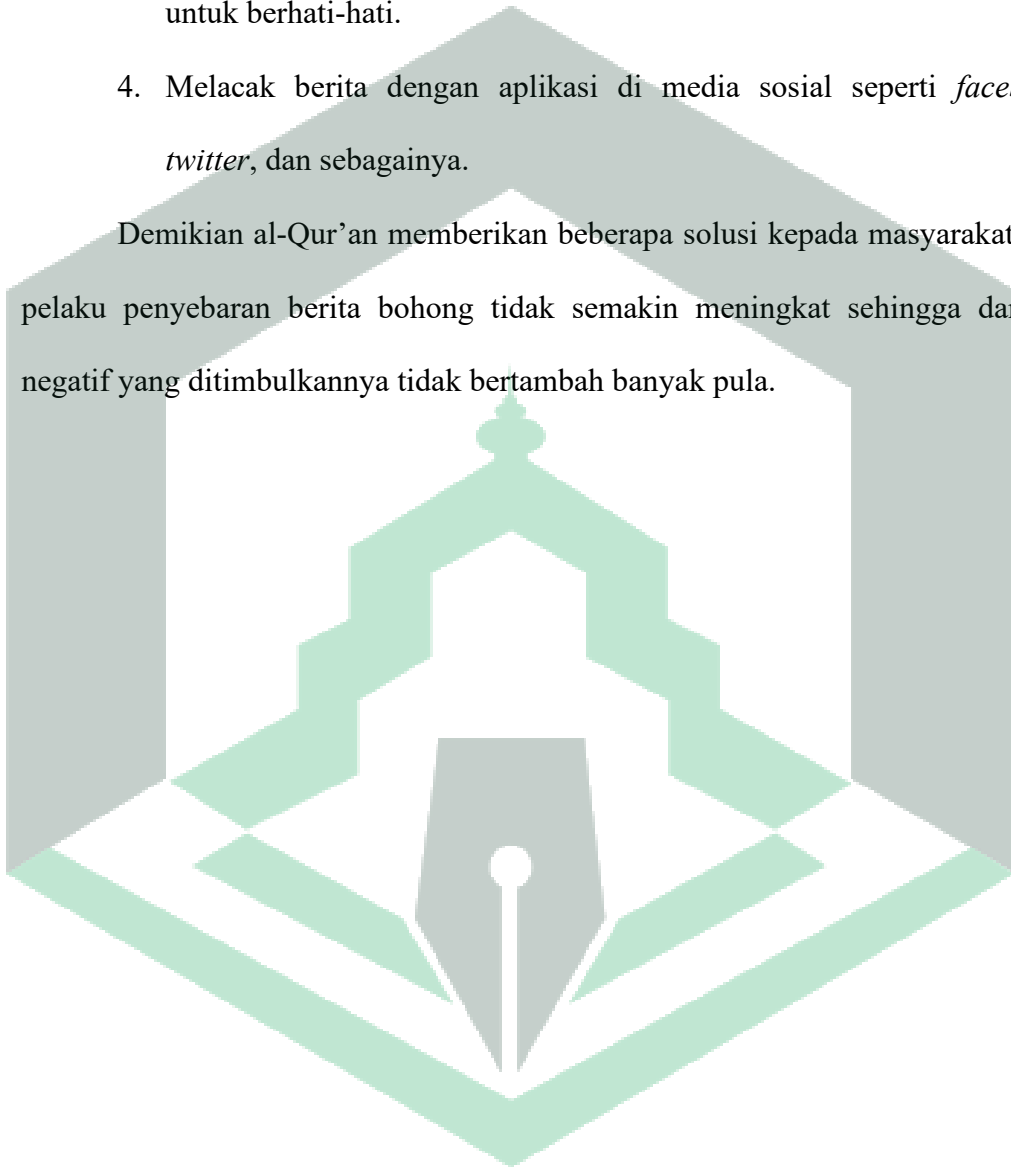 untuk berhati-hati.
4. Melacak berita dengan aplikasi di media sosial seperti
twitter, dan sebagainya.
Demikian al-Qur’an memberikan beberapa solusi kepada masyarakat
pelaku penyebaran berita bohong tidak semakin meningkat sehingga
negatif yang ditimbulkannya tidak bertambah banyak pula.